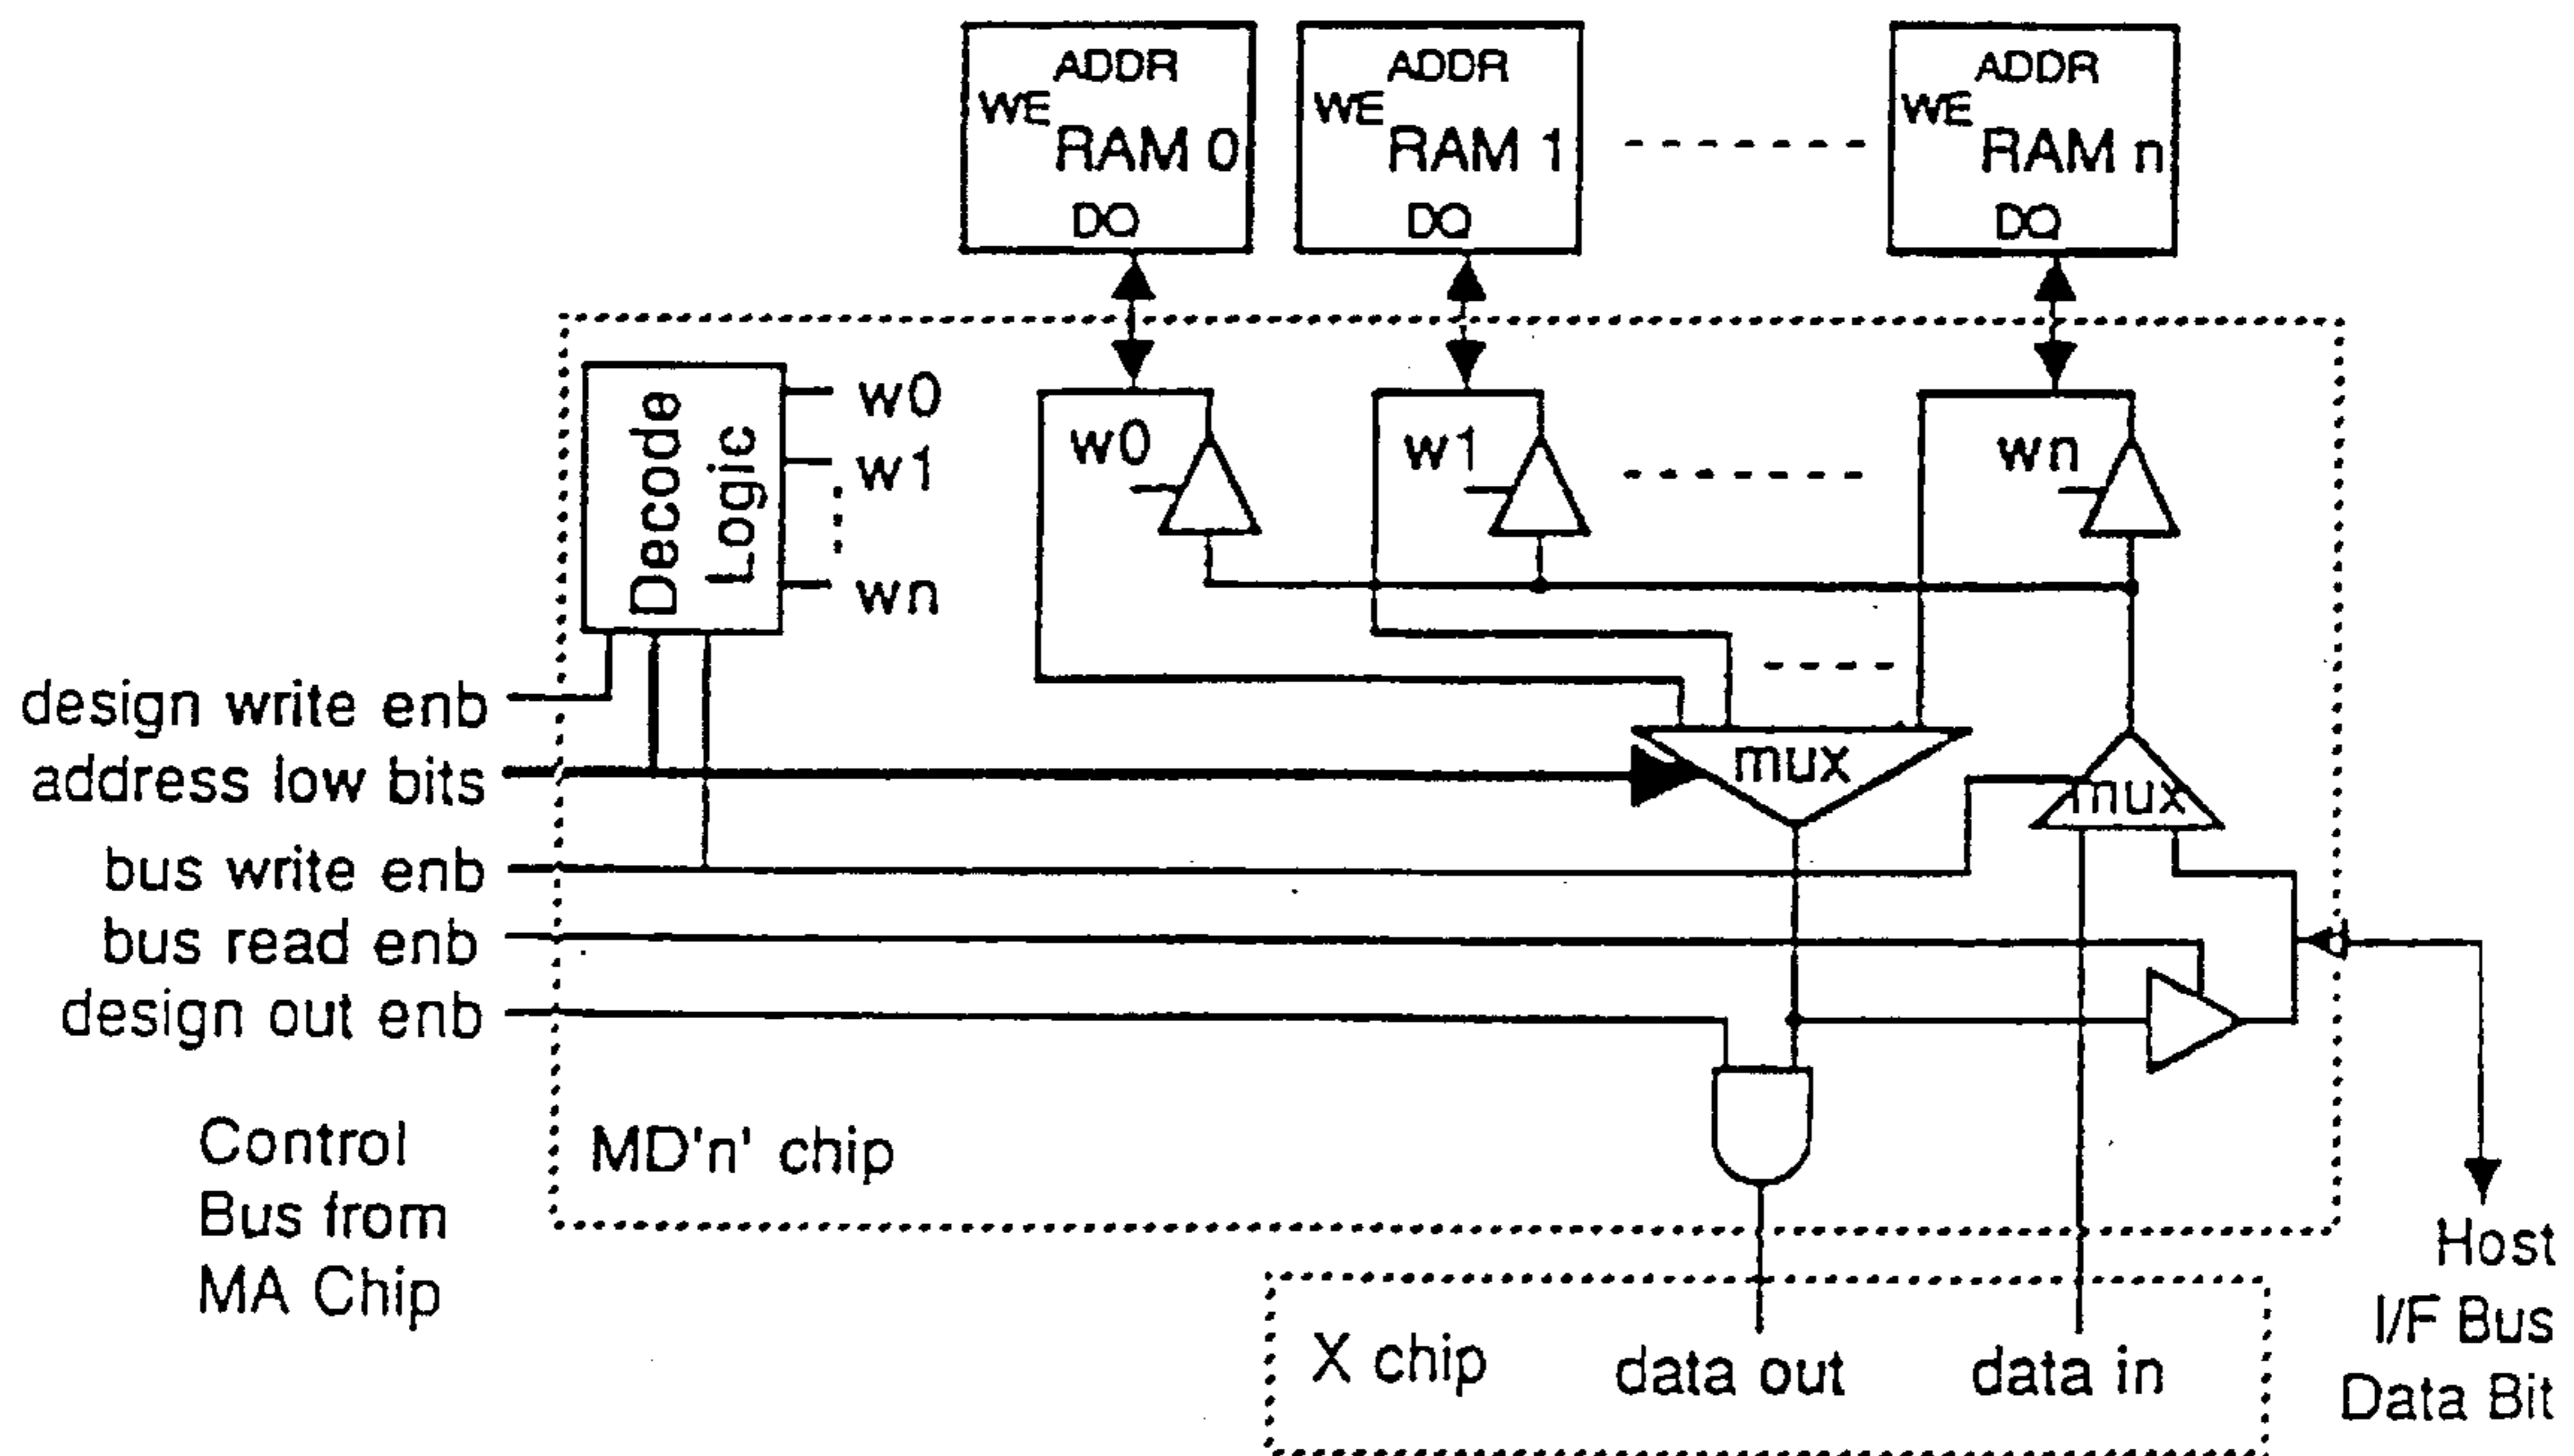 ADDR
WE
RAM 0
DQ
ADDR
WE
RAM 1
DQ
ADDR
WE
RAM n
DQ
Decode
Logic
w0
w1
wn
w0
w1
wn
design write enb
address low bits
bus write enb
bus read enb
design out enb
mux
mux
Control
Bus from
MA Chip
MD'n' chip
X chip
data out
data in
Host
I/F Bus
Data Bit